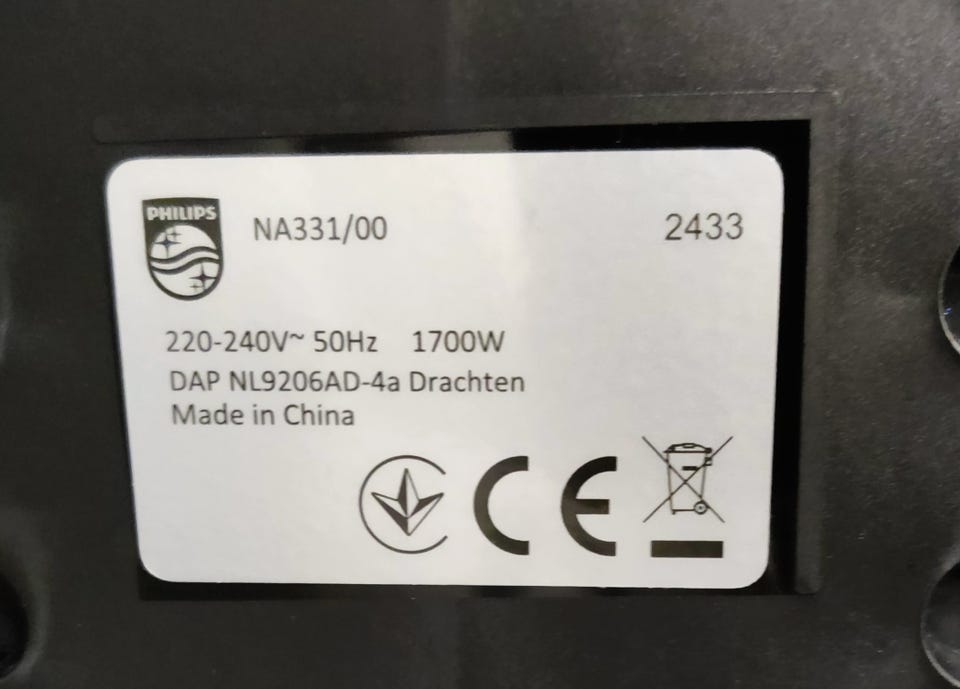 PHILIPS
NA331/00 2433
220-240V~ 50Hz 1700W
DAP NL9206AD-4a Drachten
Made in China
CE